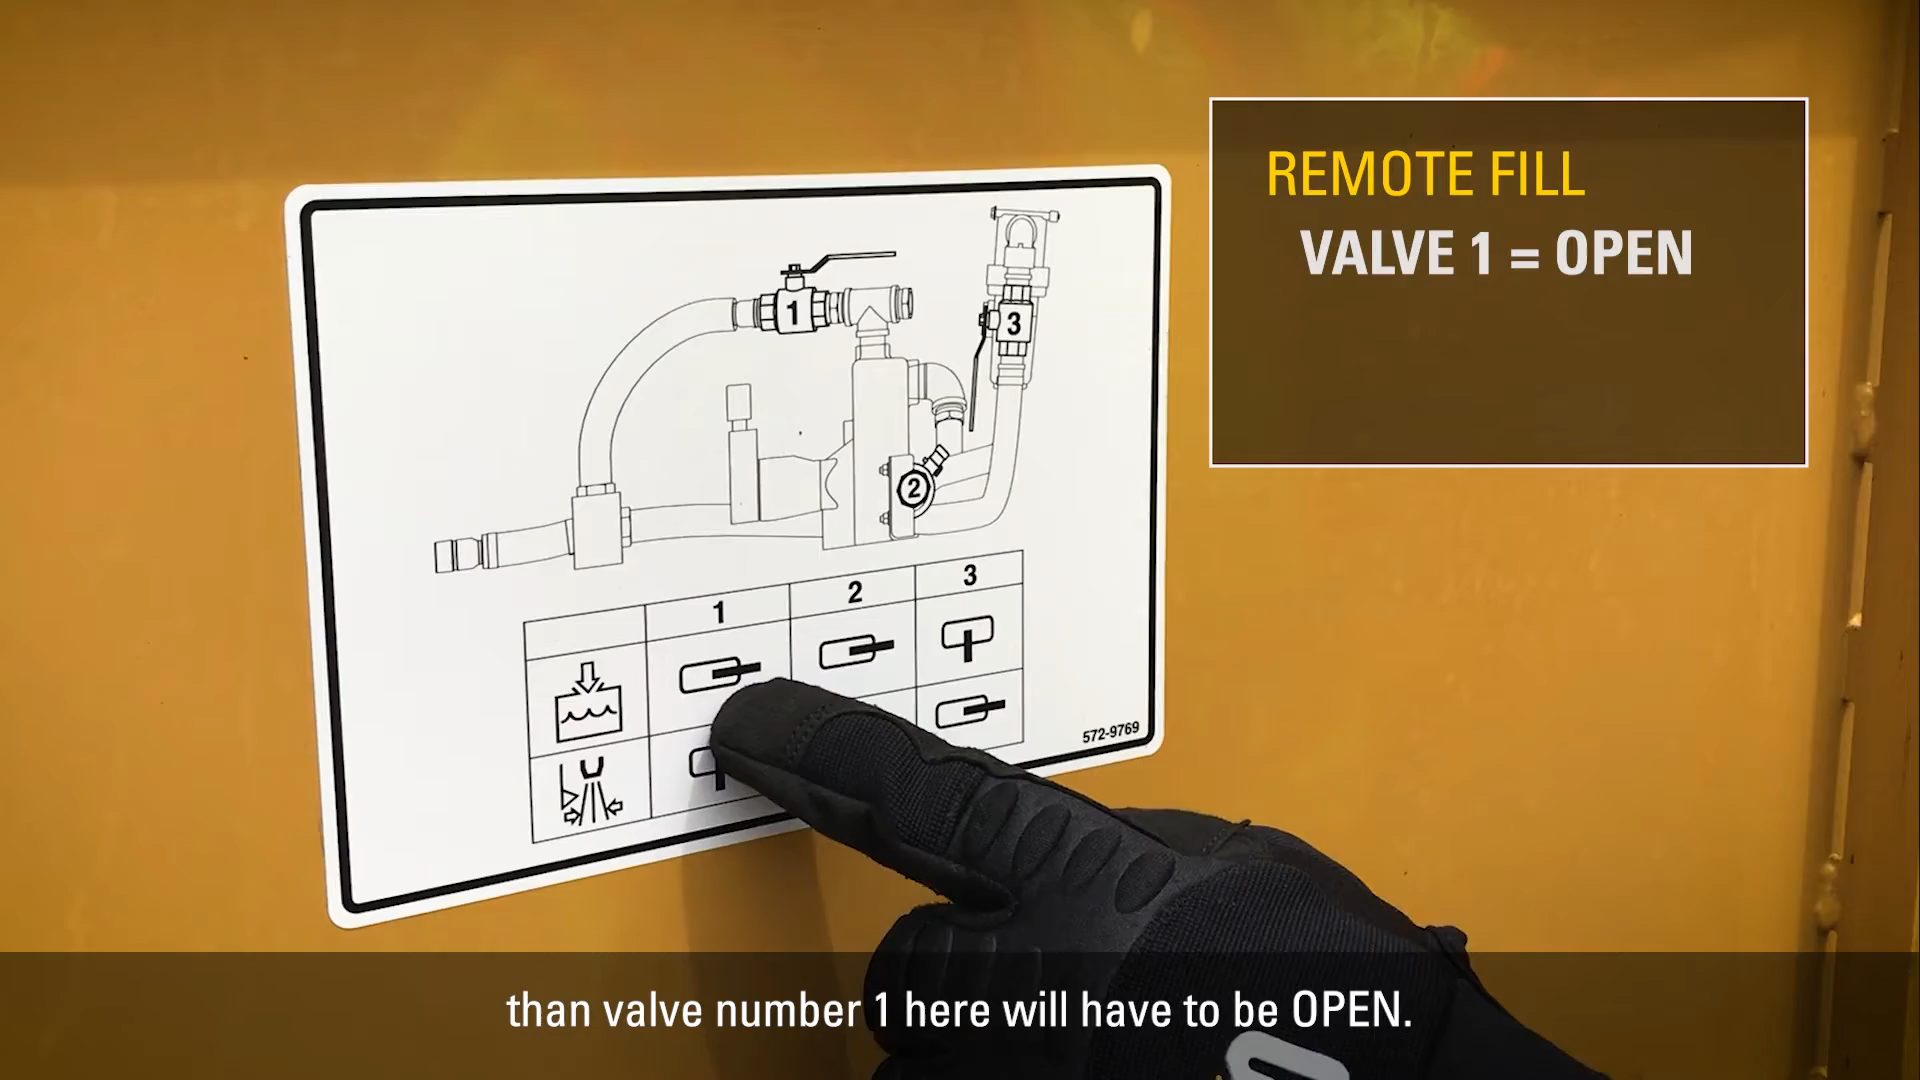 REMOTE FILL
VALVE 1 = OPEN
1
3
2
1 2 3
572-9769
than valve number 1 here will have to be OPEN.